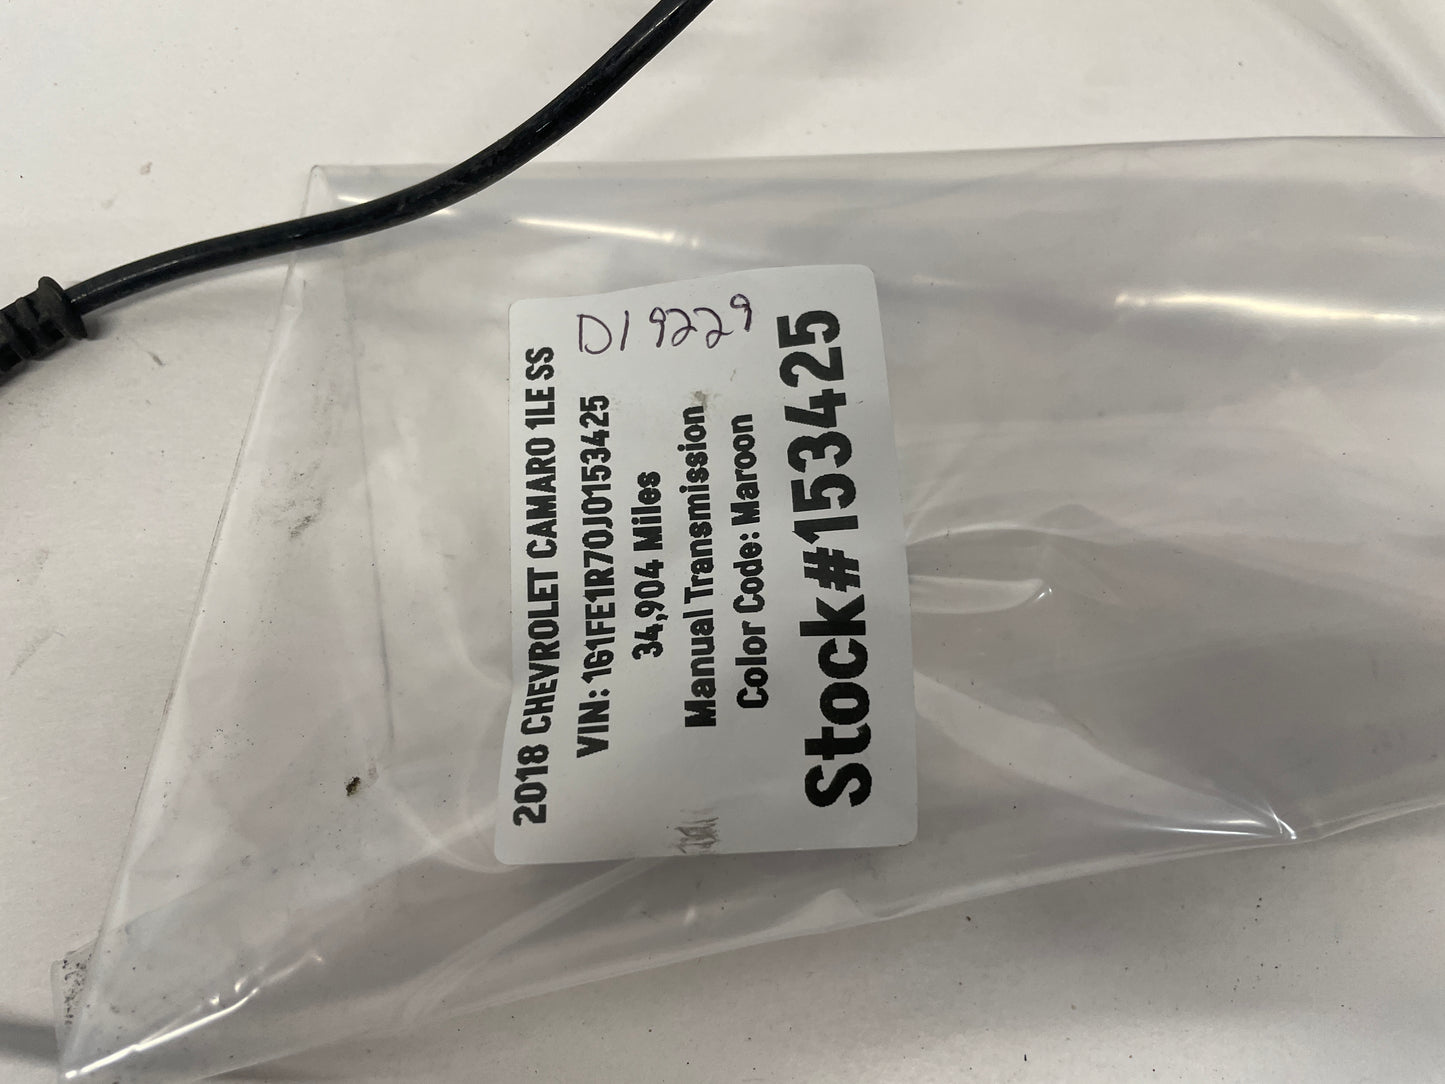 D19229
2018 CHEVROLET CAMARO 1LE SS
VIN: 1G1FE1R70J0153425
34,904 Miles
Manual Transmission
Color Code: Maroon
Stock#153425